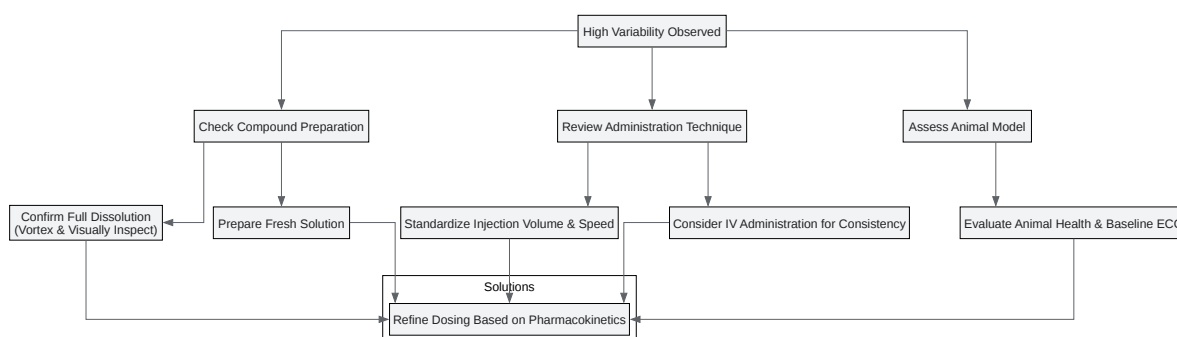 High Variability Observed
Check Compound Preparation
Review Administration Technique
Assess Animal Model
Confirm Full Dissolution
(Vortex & Visually Inspect)
Prepare Fresh Solution
Standardize Injection Volume & Speed
Consider IV Administration for Consistency
Evaluate Animal Health & Baseline ECG
Solutions
Refine Dosing Based on Pharmacokinetics